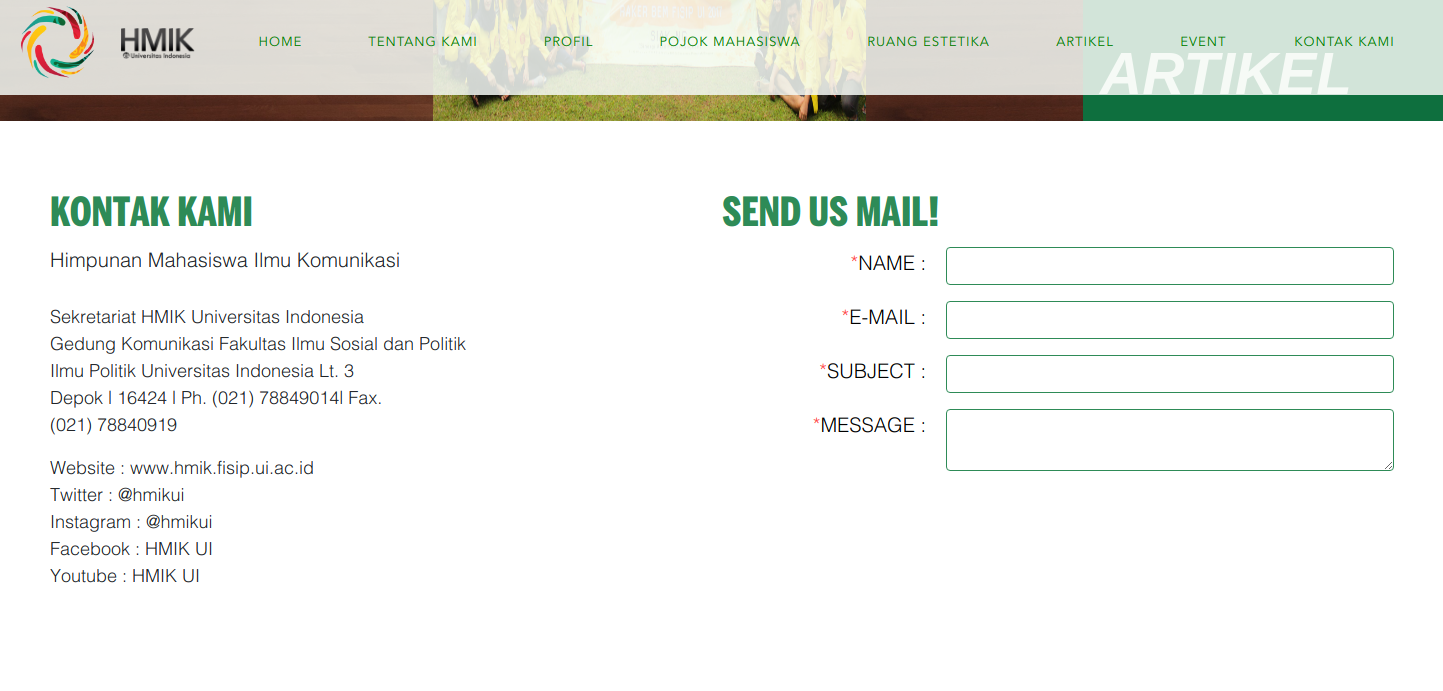 HMIK
Universitas Indonesia
HOME
TENTANG KAMI
PROFIL
POJOK MAHASISWA
RUANG ESTETIKA
ARTIKEL
EVENT
KONTAK KAMI
ARTIKEL
KONTAK KAMI
Himpunan Mahasiswa Ilmu Komunikasi
Sekretariat HMIK Universitas Indonesia
Gedung Komunikasi Fakultas Ilmu Sosial dan Politik
Ilmu Politik Universitas Indonesia Lt. 3
Depok | 16424 | Ph. (021) 78849014| Fax.
(021) 78840919
Website : www.hmik.fisip.ui.ac.id
Twitter : @hmikui
Instagram : @hmikui
Facebook : HMIK UI
Youtube : HMIK UI
SEND US MAIL!
*NAME :
*E-MAIL :
*SUBJECT :
*MESSAGE :